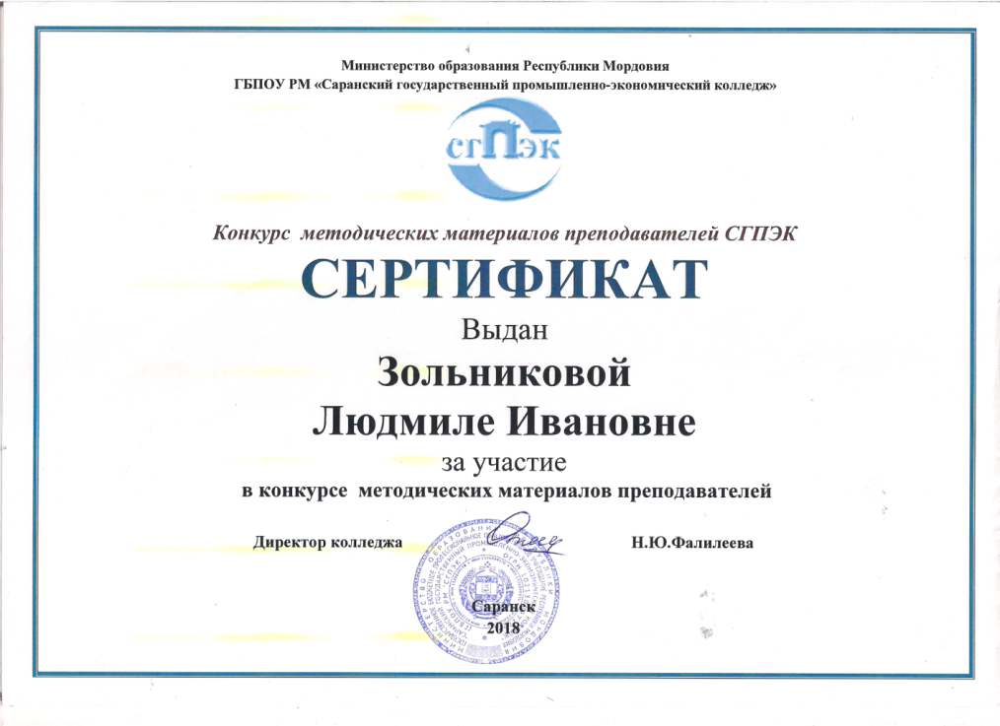 Министерство образования Республики Мордовия
ГБПОУ РМ «Саранский государственный промышленно-экономический колледж»
СГПЭК
Конкурс методических материалов преподавателей СГПЭК
СЕРТИФИКАТ
Выдан
Зольниковой
Людмиле Ивановне
за участие
в конкурсе методических материалов преподавателей
Директор колледжа Н.Ю.Фалилеева
Саранск
2018